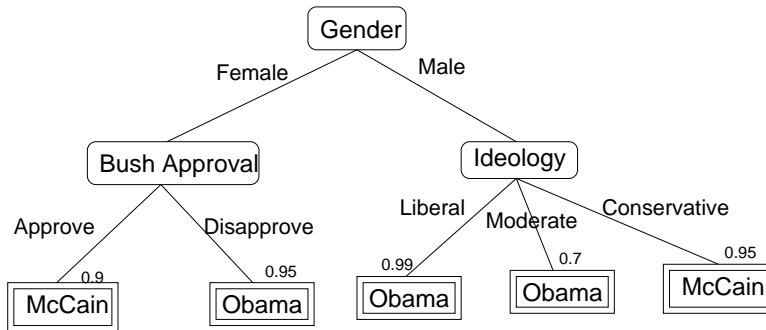 Gender
Female
Male
Bush Approval
Ideology
Approve
Disapprove
Liberal
Moderate
Conservative
0.9
0.95
0.99
0.7
0.95
McCain
Obama
Obama
Obama
McCain